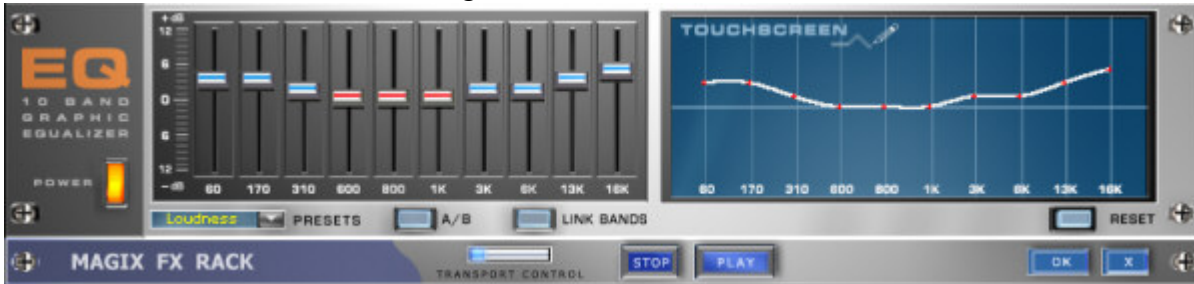 +dB
12
6
0
6
12
-dB
EQ
10 BAND
GRAPHIC
EQUALIZER
POWER
60 170 310 600 800 1K 3K 6K 13K 16K
Loudness PRESETS A/B LINK BANDS
TOUCHSCREEN
60 170 310 600 800 1K 3K 6K 13K 16K
RESET
MAGIX FX RACK
TRANSPORT CONTROL
STOP PLAY
OK X